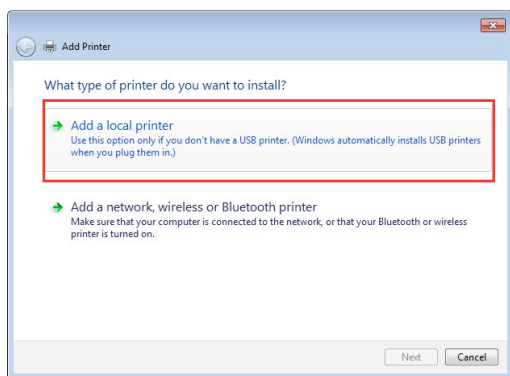 Add Printer
What type of printer do you want to install?
Add a local printer
Use this option only if you don't have a USB printer. (Windows automatically installs USB printers
when you plug them in.)
Add a network, wireless or Bluetooth printer
Make sure that your computer is connected to the network, or that your Bluetooth or wireless
printer is turned on.
Next Cancel